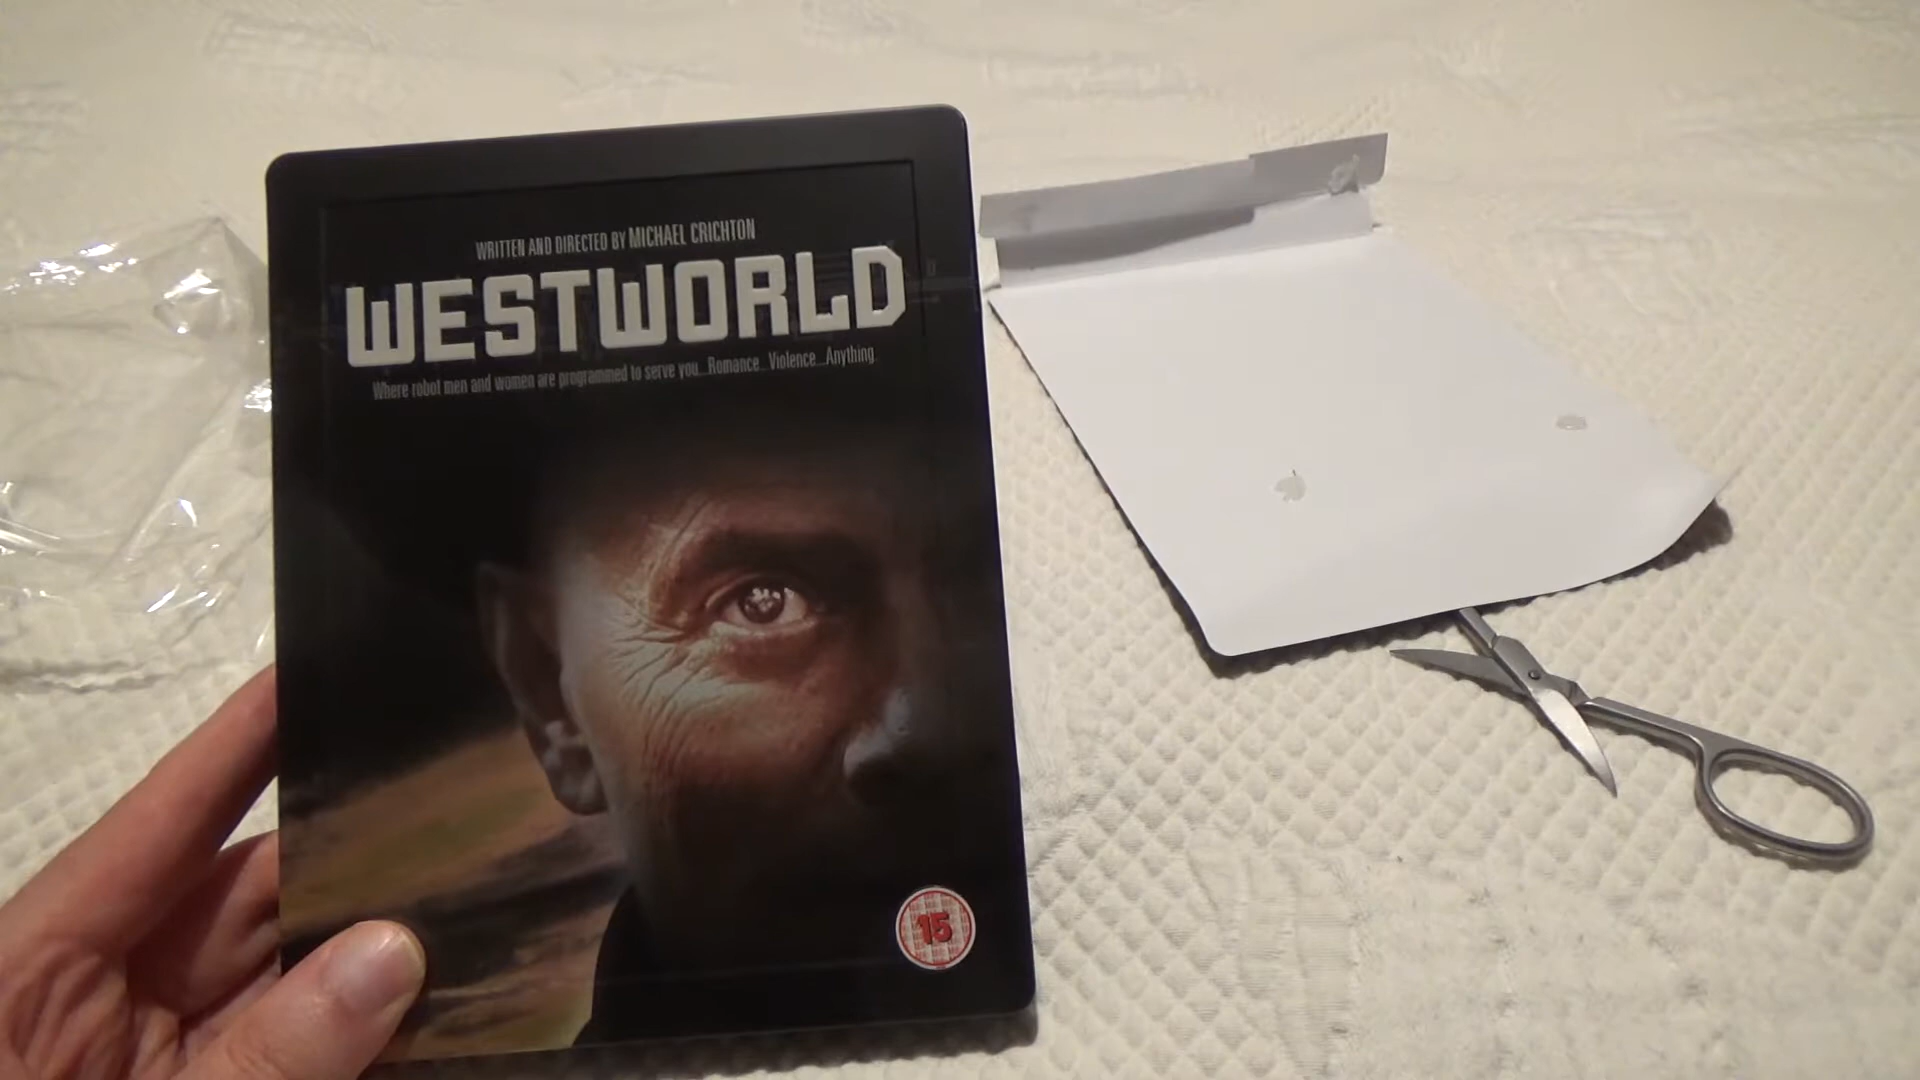 WRITTEN AND DIRECTED BY MICHAEL CRICHTON
WESTWORLD
Where robot men and women are programmed to serve you...Romance...Violence...Anything.
15